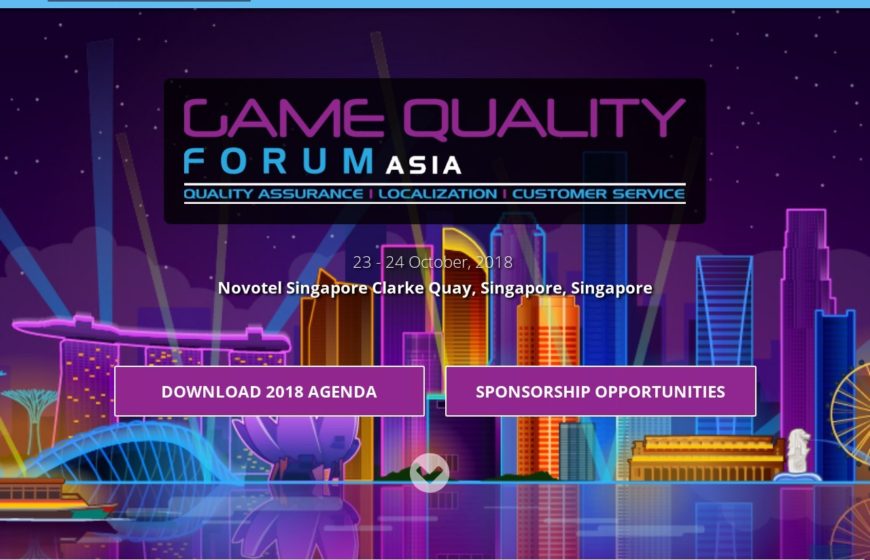 GAME QUALITY
FORUM ASIA
QUALITY ASSURANCE | LOCALIZATION | CUSTOMER SERVICE
23 - 24 October, 2018
Novotel Singapore Clarke Quay, Singapore, Singapore
DOWNLOAD 2018 AGENDA
SPONSORSHIP OPPORTUNITIES